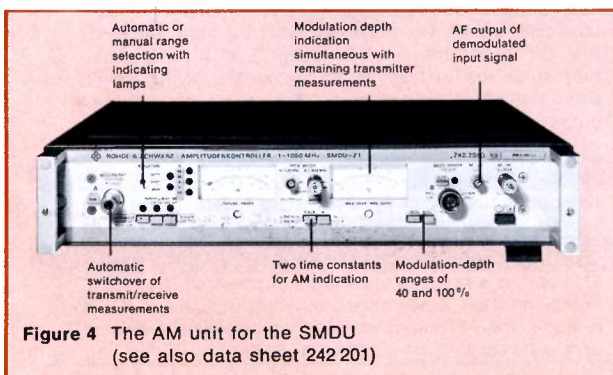 Automatic or
manual range
selection with
indicating
lamps
Modulation depth
indication
simultaneous with
remaining transmitter
measurements
AF output of
demodulated
input signal
ROHDE & SCHWARZ AMPLITUDENKONTROLLER 1-1000 MHz SMDU-Z1
Automatic
switchover of
transmit/receive
measurements
Two time constants
for AM indication
Modulation-depth
ranges of
40 and 100%
Figure 4 The AM unit for the SMDU
(see also data sheet 242 201)